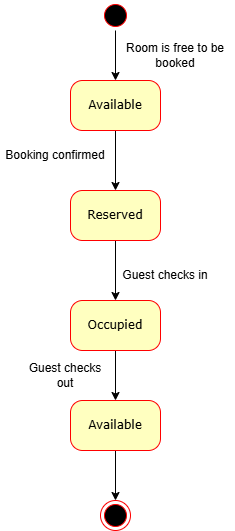 Room is free to be
booked
Available
Booking confirmed
Reserved
Guest checks in
Occupied
Guest checks
out
Available